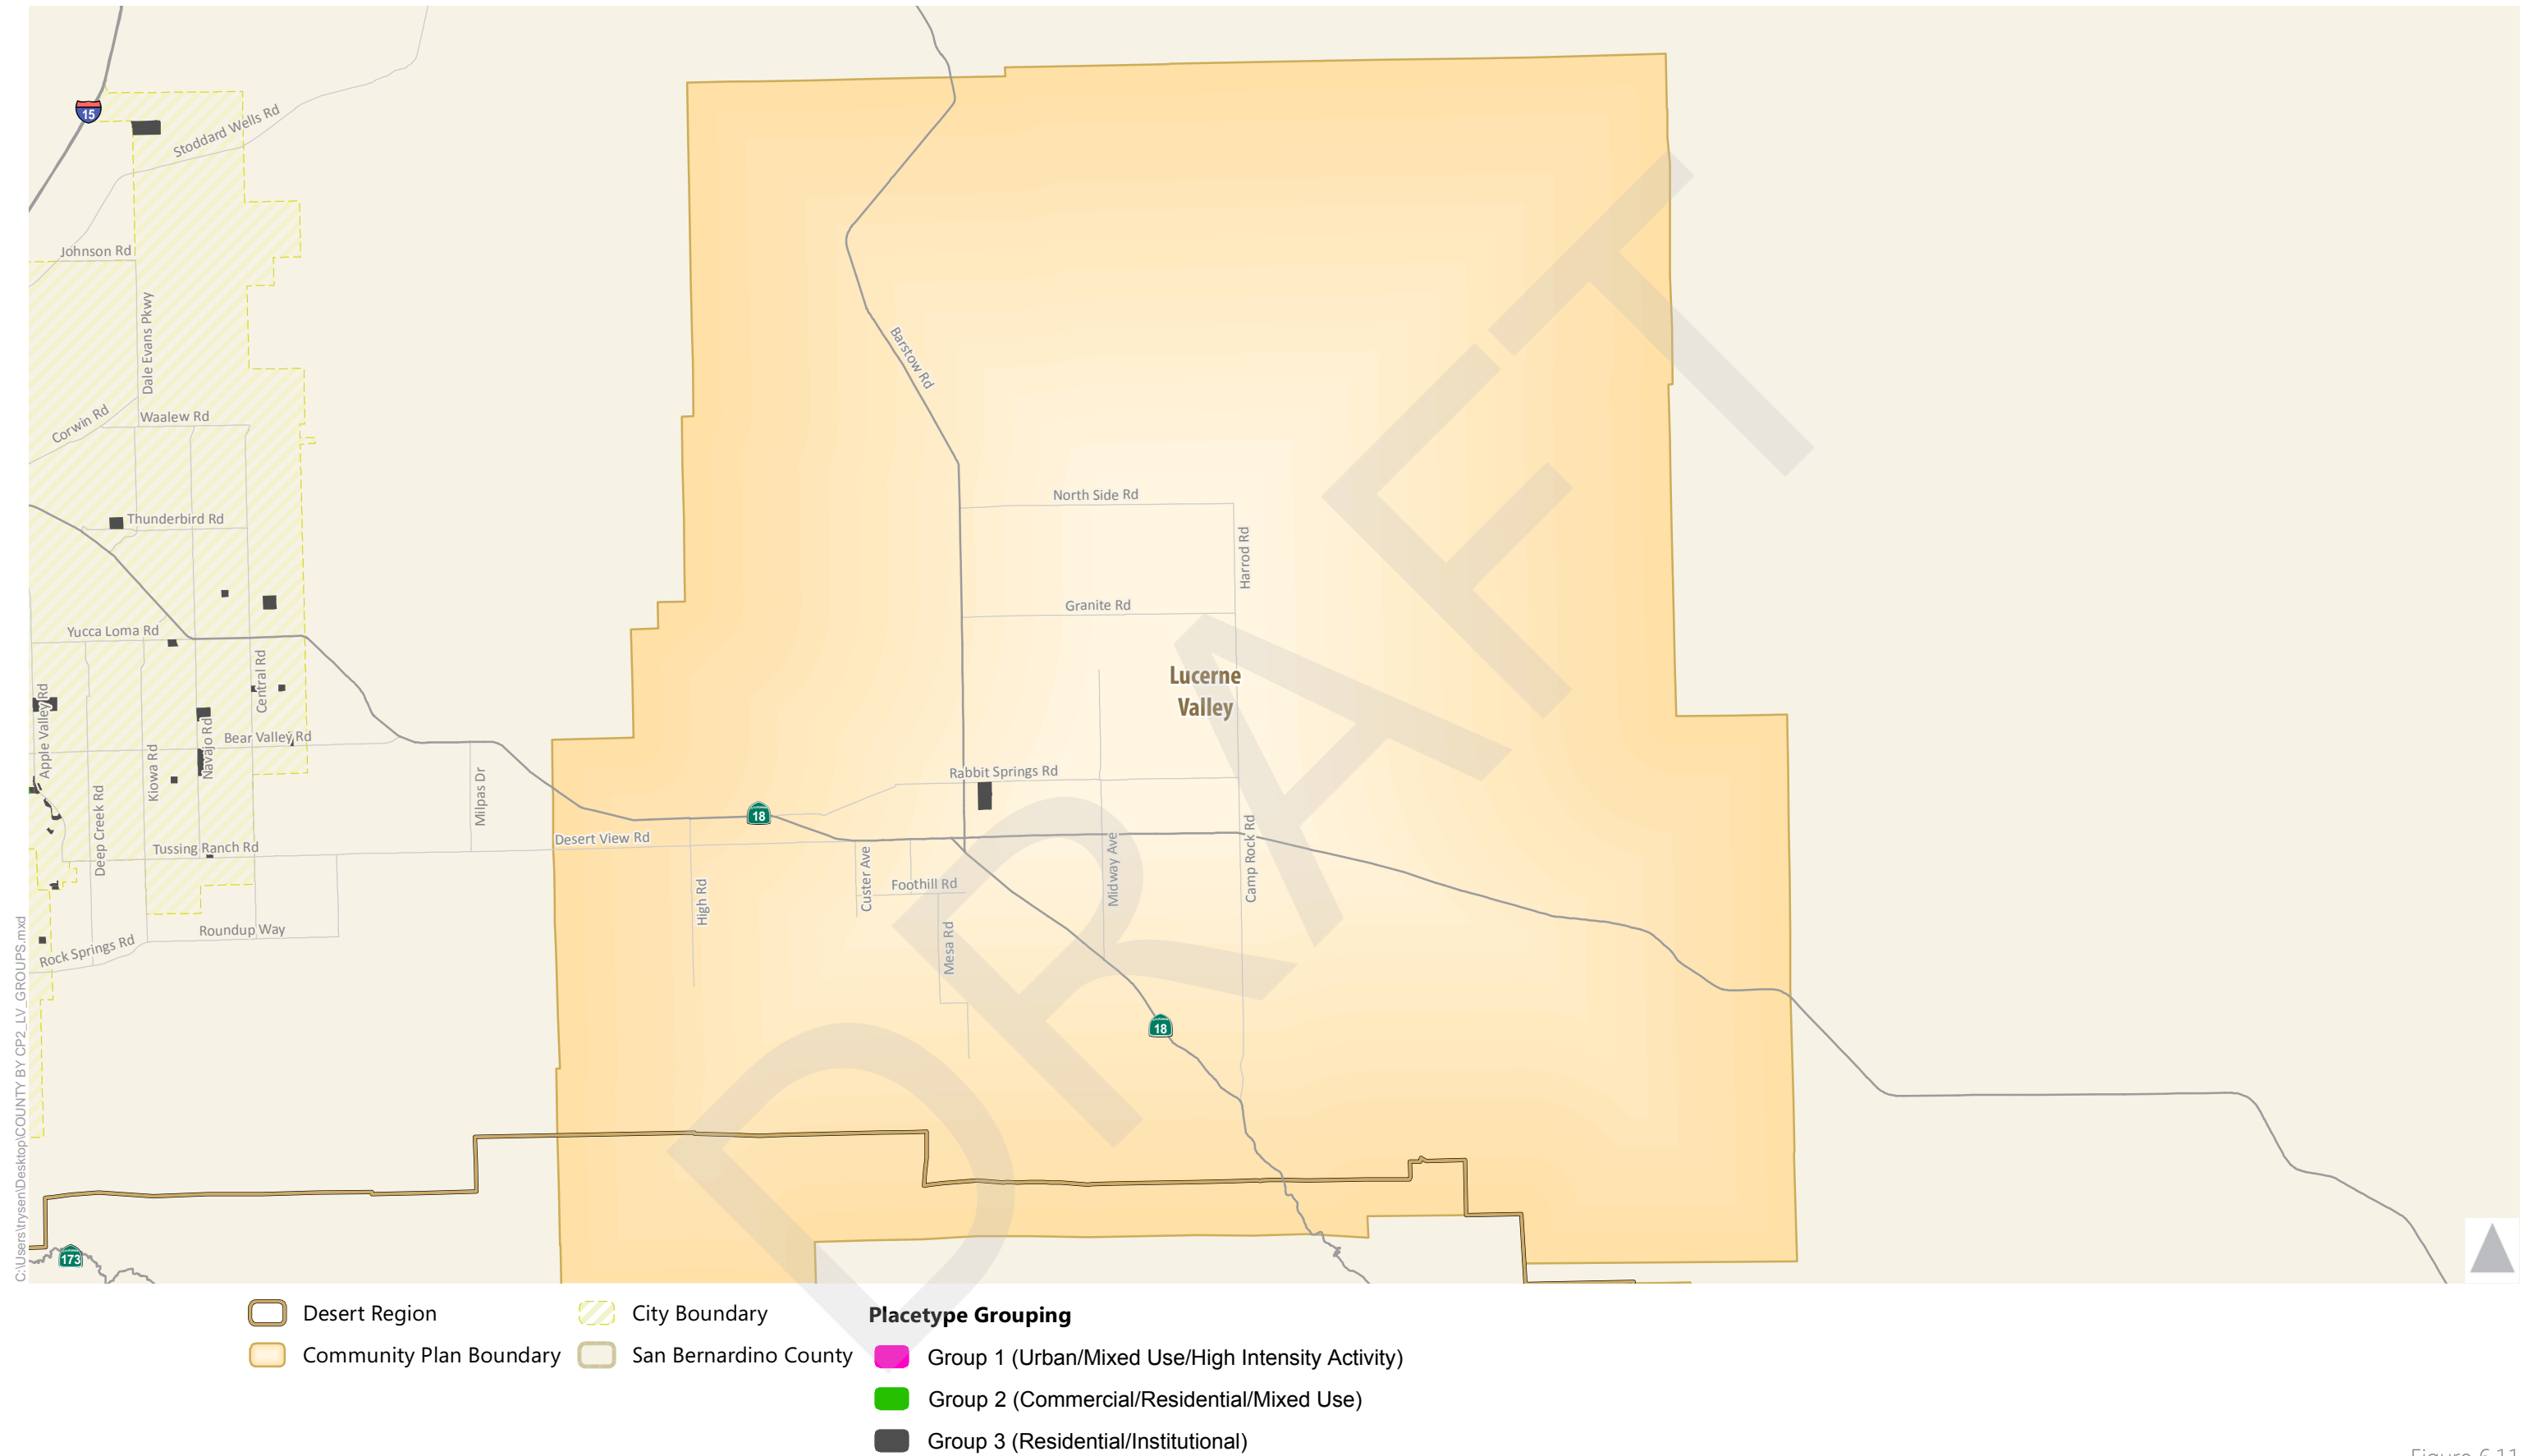 15
Stoddard Wells Rd
Johnson Rd
Dale Evans Pkwy
Barstow Rd
Corwin Rd
Waalew Rd
North Side Rd
Thunderbird Rd
Harrod Rd
Granite Rd
Yucca Loma Rd
Central Rd
Lucerne
Valley
Apple Valley Rd
Navajo Rd
Bear Valley Rd
Kiowa Rd
Rabbit Springs Rd
Milpas Dr
Deep Creek Rd
18
Desert View Rd
Tussing Ranch Rd
Custer Ave
Midway Ave
Camp Rock Rd
High Rd
Foothill Rd
Roundup Way
Rock Springs Rd
Mesa Rd
18
173
DRAFT
C:\Users\trysen\Desktop\COUNTY BY CP2_LV_GROUPS.mxd
Desert Region
City Boundary
Community Plan Boundary
San Bernardino County
Placetype Grouping
Group 1 (Urban/Mixed Use/High Intensity Activity)
Group 2 (Commercial/Residential/Mixed Use)
Group 3 (Residential/Institutional)
Figure 6.11